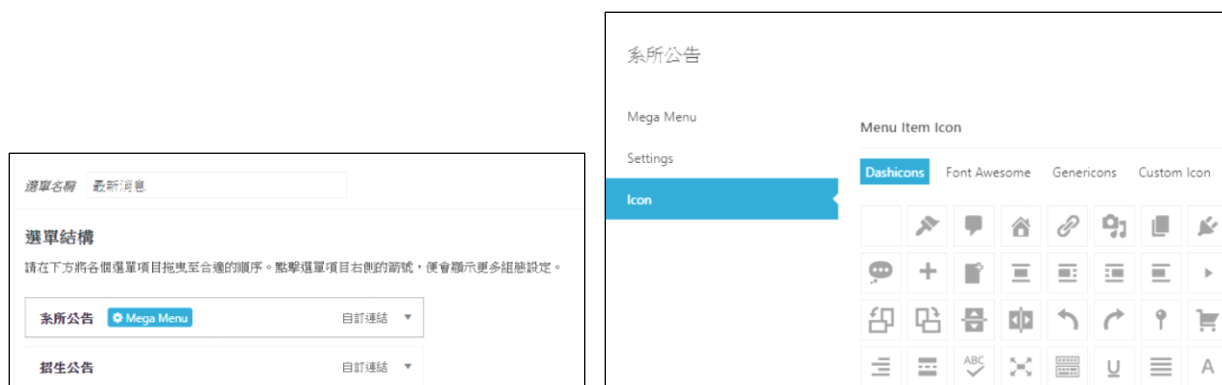 選單名稱 最新消息
選單結構
請在下方將各個選單項目拖曳至合適的順序。點擊選單項目右側的箭號，便會顯示更多組態設定。
系所公告 Mega Menu 自訂連結
招生公告 自訂連結
系所公告
Mega Menu
Settings
Icon
Menu Item Icon
Dashicons Font Awesome Genericons Custom Icon
ABC